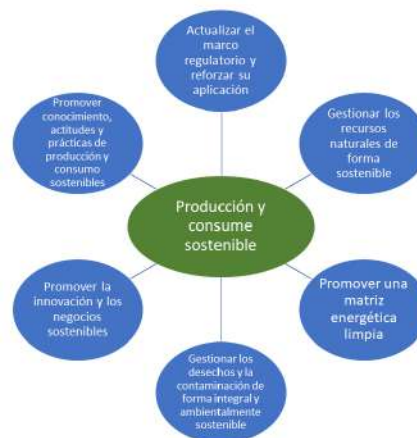 Actualizar el
marco
regulatorio y
reforzar su
aplicación
Promover
conocimiento,
actitudes y
prácticas de
producción y
consumo
sostenibles
Gestionar los
recursos
naturales de
forma
sostenible
Producción y
consume
sostenible
Promover la
innovación y los
negocios
sostenibles
Promover una
matriz
energética
limpia
Gestionar los
desechos y la
contaminación de
forma integral y
ambientalmente
sostenible